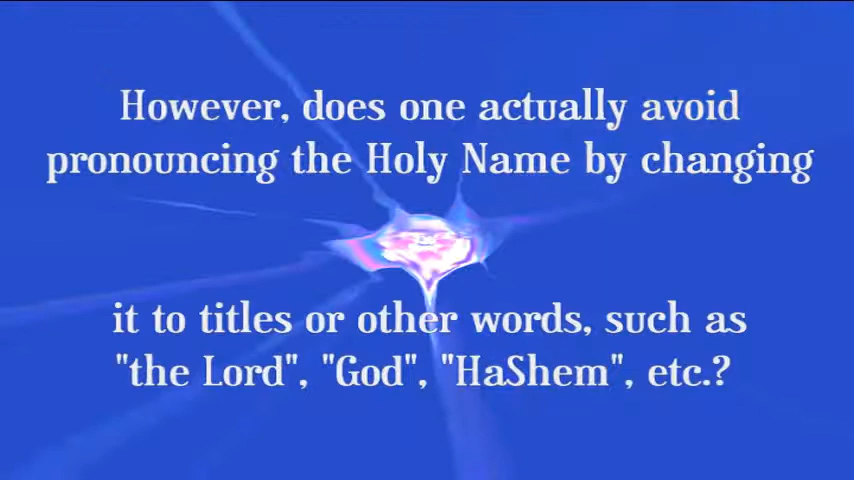 However, does one actually avoid
pronouncing the Holy Name by changing
it to titles or other words, such as
"the Lord", "God", "HaShem", etc.?